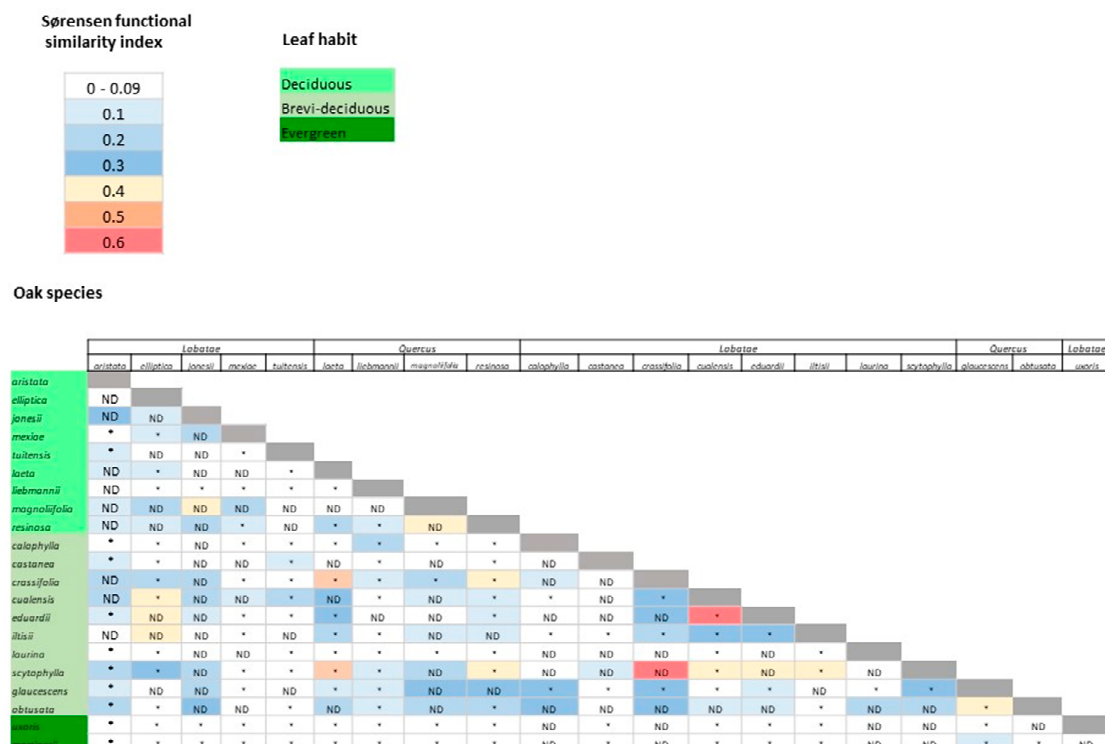 Sørensen functional
similarity index
Leaf habit
0 - 0.09
0.1
0.2
0.3
0.4
0.5
0.6
Deciduous
Brevi-deciduous
Evergreen
Oak species
Lobatae Quercus Lobatae Quercus Lobatae
aristata elliptica jonesii mexiae tuitensis laeta liebmannii magnoliifolia resinosa calophylla castanea crassifolia cualensis eduardii iltisii laurina scytophylla glaucescens obtusata uxoris
aristata
elliptica ND
jonesii ND ND
mexiae * * ND
tuitensis * ND ND *
laeta ND * ND ND *
liebmannii ND * * * * *
magnoliifolia ND ND ND ND ND ND ND
resinosa ND ND ND * ND * * ND
calophylla * * ND * * * * * *
castanea * * ND ND * ND * ND * ND
crassifolia ND * ND * * * * * * ND ND
cualensis ND * ND ND * ND * ND * * ND *
eduardii * ND ND * * * ND ND * ND ND ND *
iltisii ND ND ND * ND * * ND ND * * * * *
laurina * * ND ND * * * * * ND ND ND * ND *
scytophylla * * ND * * * * ND * ND ND ND * * * ND
glaucescens * ND ND * ND * * ND ND * * * * * ND * *
obtusata * * ND * * ND * ND * ND * ND ND ND * ND ND *
uxoris * * * * * * * * * ND * ND * * * ND ND * ND